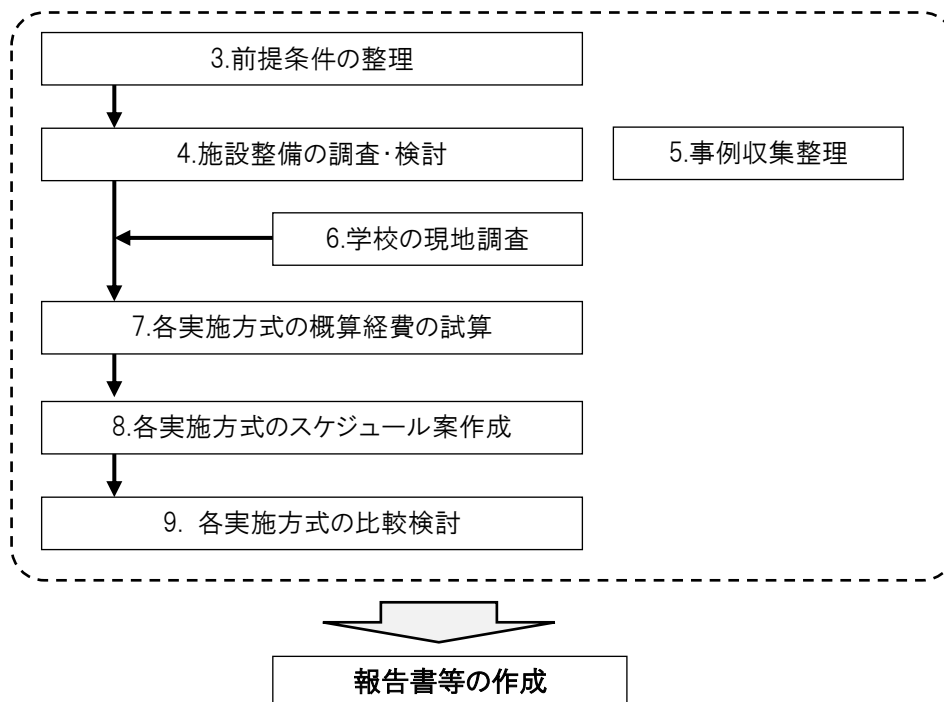 3.前提条件の整理
4.施設整備の調査･検討
5.事例収集整理
6.学校の現地調査
7.各実施方式の概算経費の試算
8.各実施方式のスケジュール案作成
9. 各実施方式の比較検討
報告書等の作成